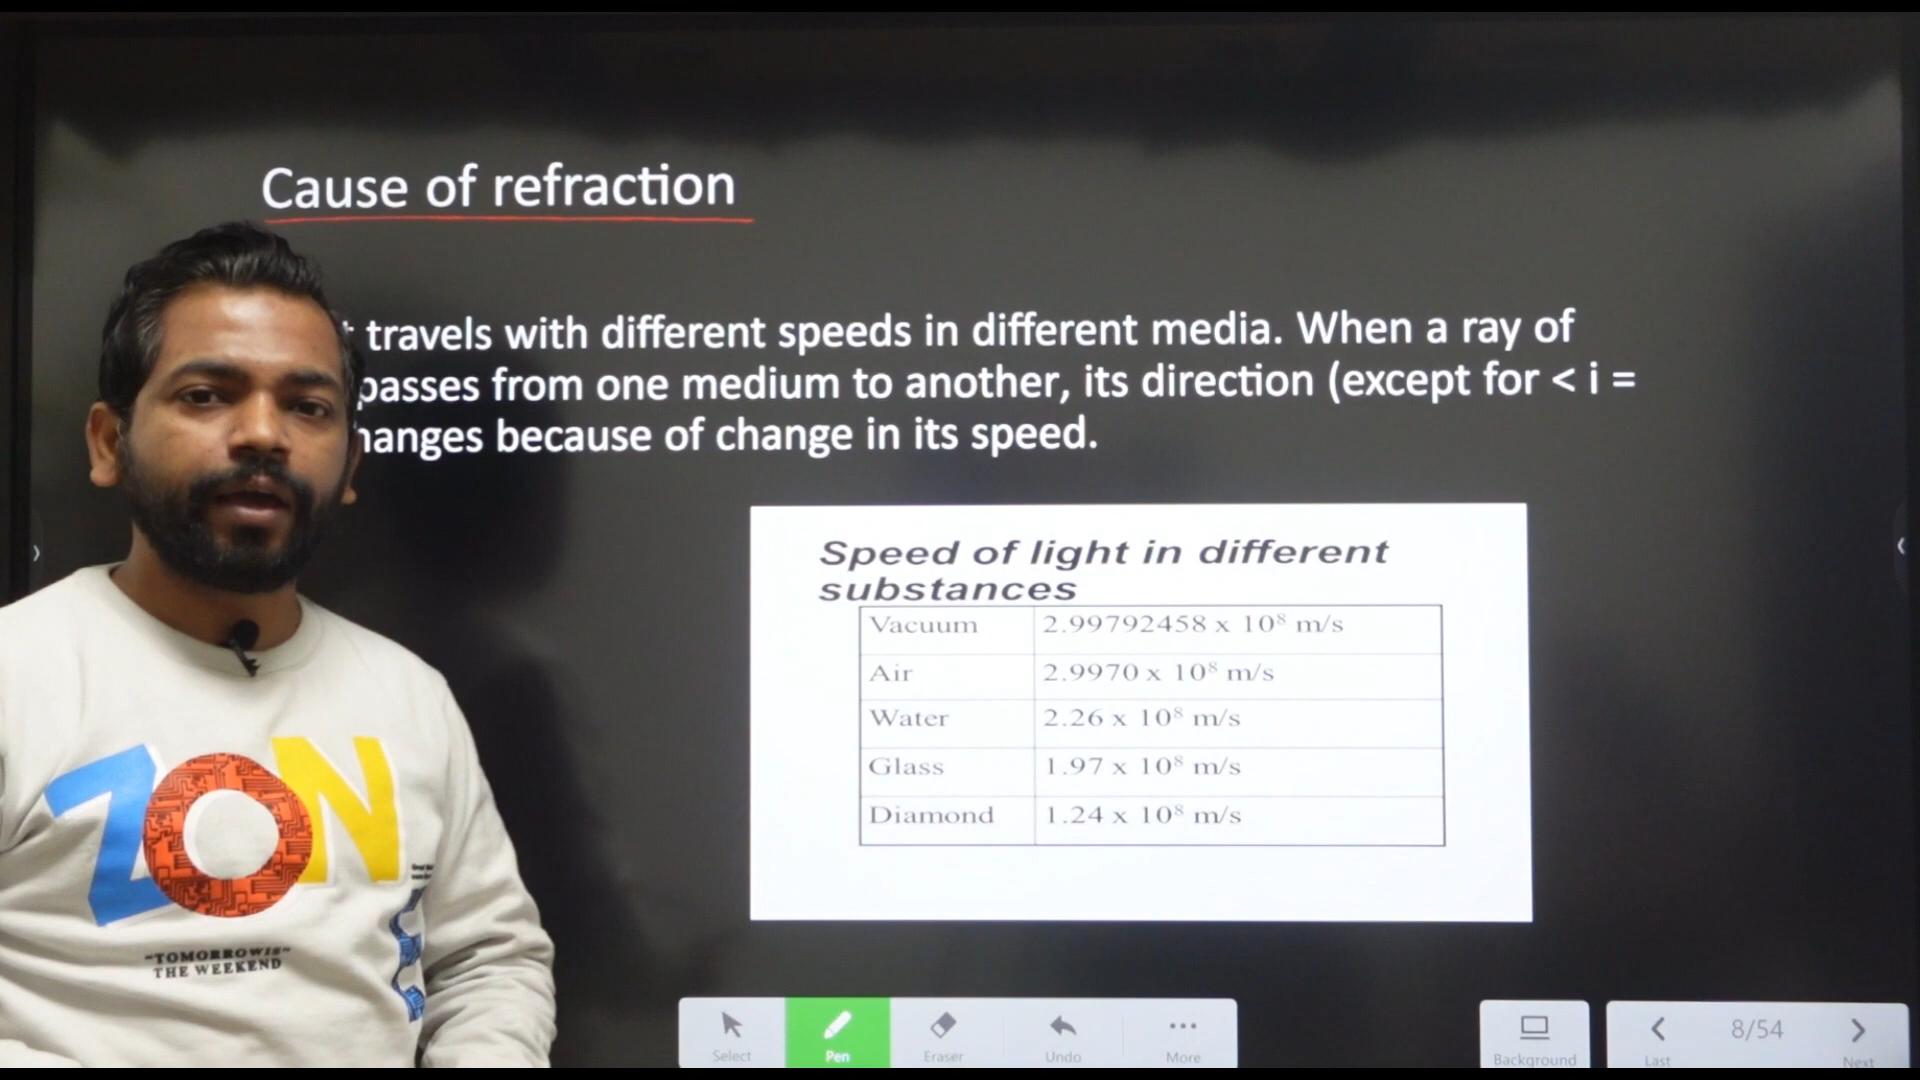 Cause of refraction
travels with different speeds in different media. When a ray of
passes from one medium to another, its direction (except for < i =
hanges because of change in its speed.
Speed of light in different
substances
Vacuum 2.99792458 x 10⁸ m/s
Air 2.9970 x 10⁸ m/s
Water 2.26 x 10⁸ m/s
Glass 1.97 x 10⁸ m/s
Diamond 1.24 x 10⁸ m/s
ZON
"TOMORROWIS"
THE WEEKEND
Select Pen Eraser Undo More
Background Last 8/54 Next